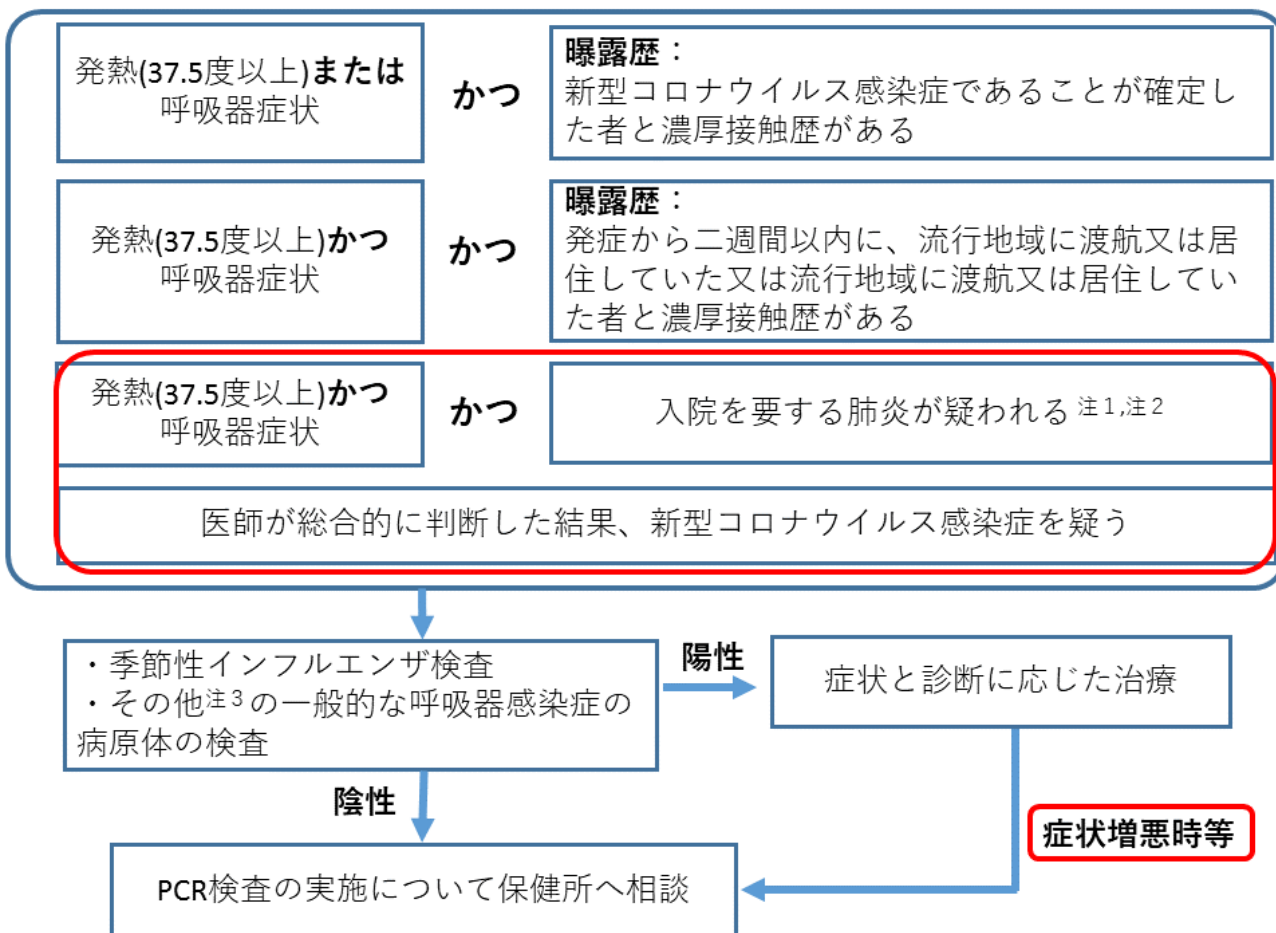 発熱(37.5度以上)または
呼吸器症状
かつ
曝露歴：
新型コロナウイルス感染症であることが確定し
た者と濃厚接触歴がある
発熱(37.5度以上)かつ
呼吸器症状
かつ
曝露歴：
発症から二週間以内に、流行地域に渡航又は居
住していた又は流行地域に渡航又は居住してい
た者と濃厚接触歴がある
発熱(37.5度以上)かつ
呼吸器症状
かつ
入院を要する肺炎が疑われる 注1,注2
医師が総合的に判断した結果、新型コロナウイルス感染症を疑う
・季節性インフルエンザ検査
・その他注3の一般的な呼吸器感染症の
病原体の検査
陽性
症状と診断に応じた治療
陰性
症状増悪時等
PCR検査の実施について保健所へ相談